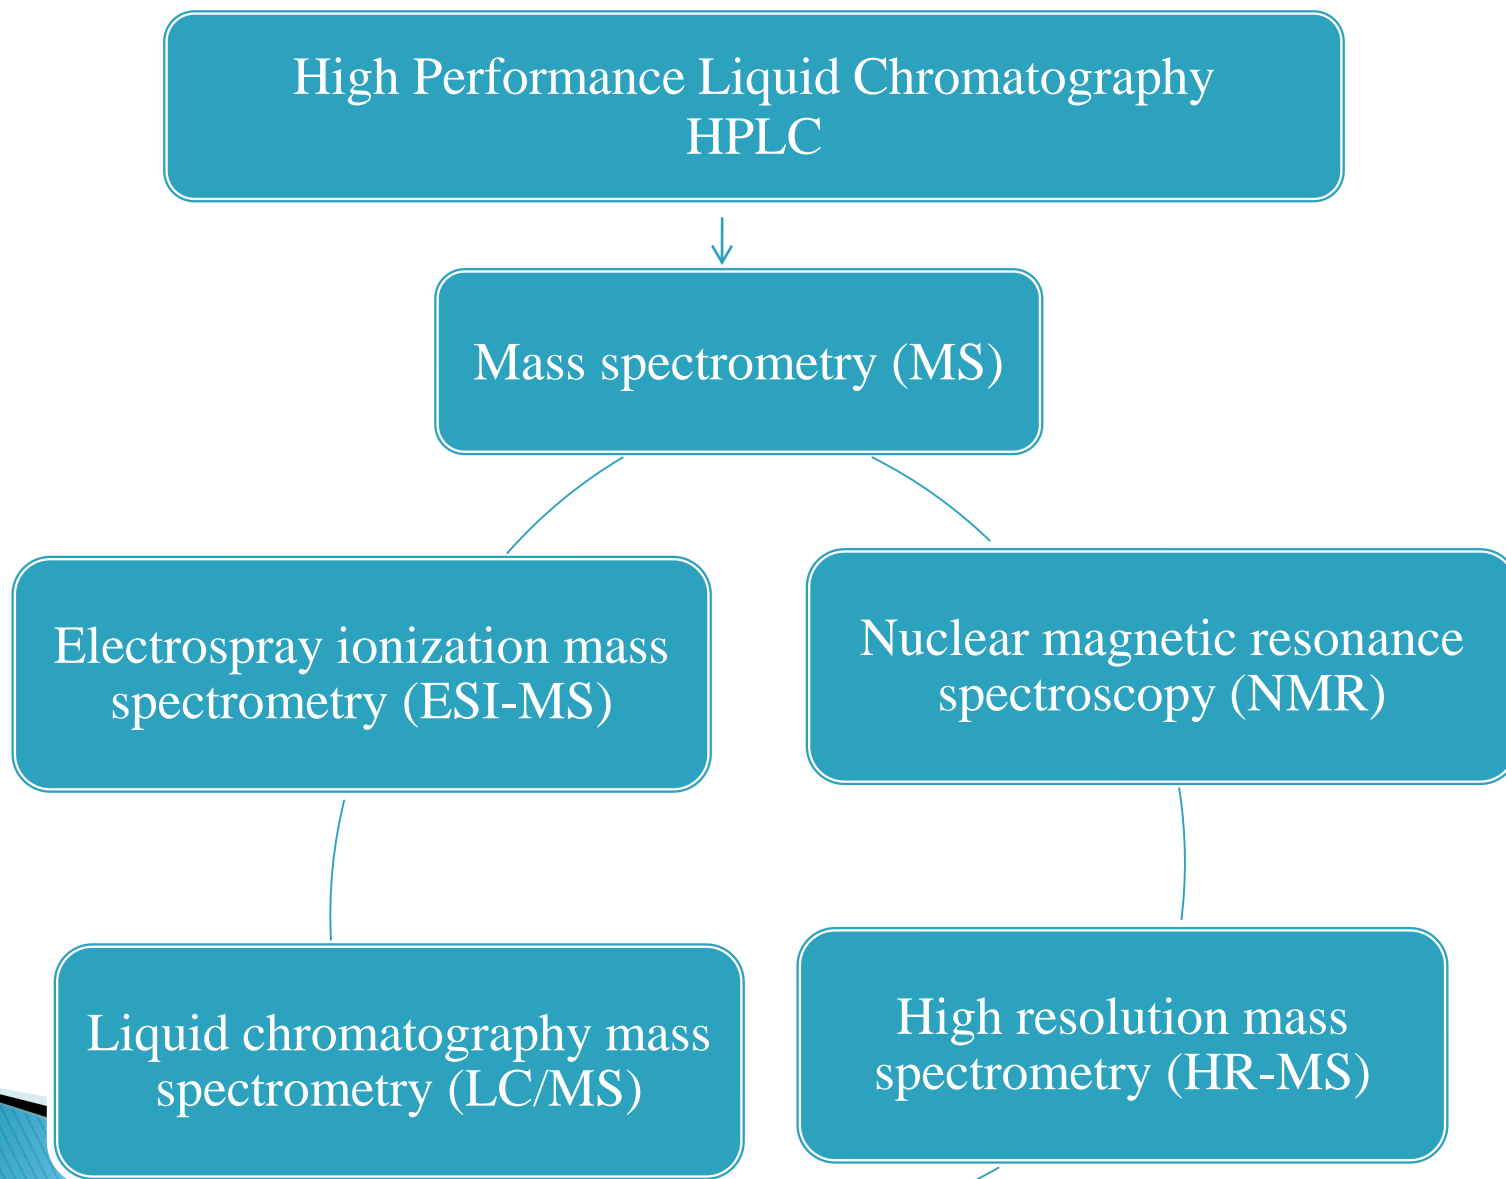 High Performance Liquid Chromatography
HPLC
Mass spectrometry (MS)
Electrospray ionization mass
spectrometry (ESI-MS)
Nuclear magnetic resonance
spectroscopy (NMR)
Liquid chromatography mass
spectrometry (LC/MS)
High resolution mass
spectrometry (HR-MS)